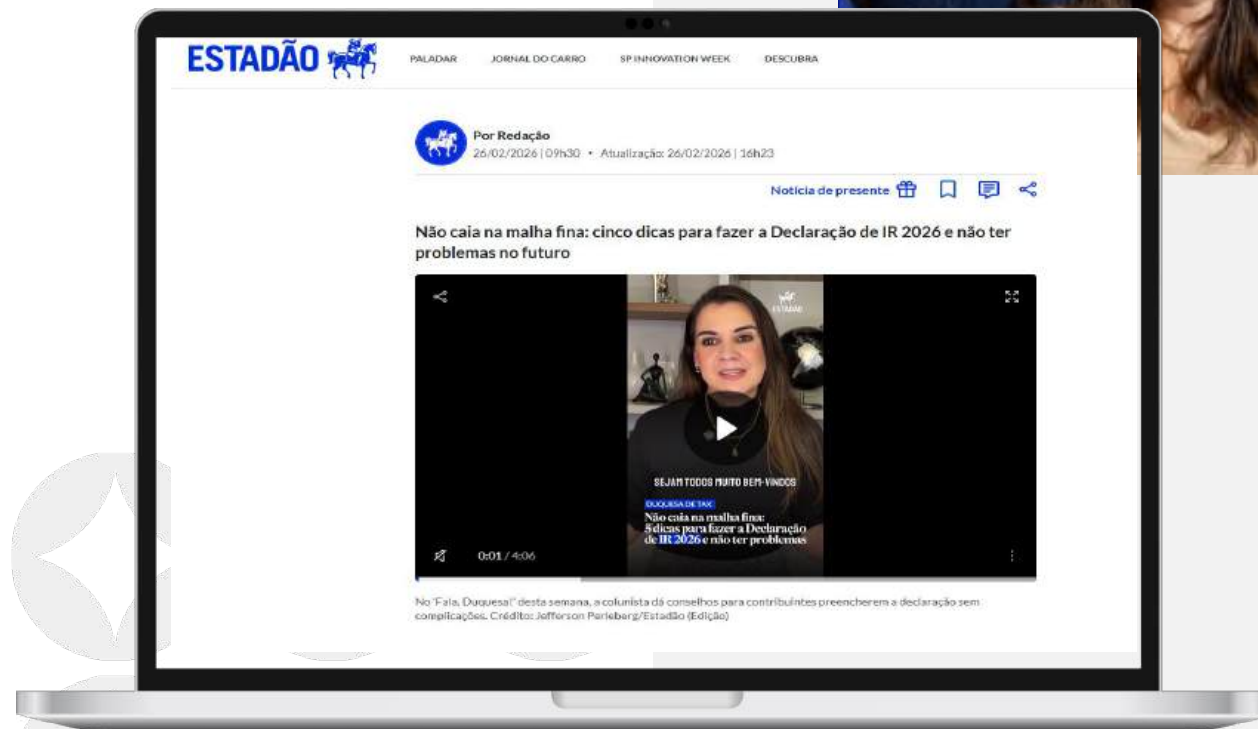 ESTADÃO
PALADAR JORNAL DO CARRO SP INNOVATION WEEK DESCUBRA
Por Redação
26/02/2026 | 09h30 • Atualização: 26/02/2026 | 16h23
Notícia de presente
Não caia na malha fina: cinco dicas para fazer a Declaração de IR 2026 e não ter
problemas no futuro
ESTADÃO
SEJAM TODOS MUITO BEM-VINDOS
DUQUESA DE TAX
Não caia na malha fina:
5 dicas para fazer a Declaração
de IR 2026 e não ter problemas
0:01 / 4:06
No 'Fala, Duquesa!' desta semana, a colunista dá conselhos para contribuintes preencherem a declaração sem
complicações. Crédito: Jefferson Perleberg/Estadão (Edição)